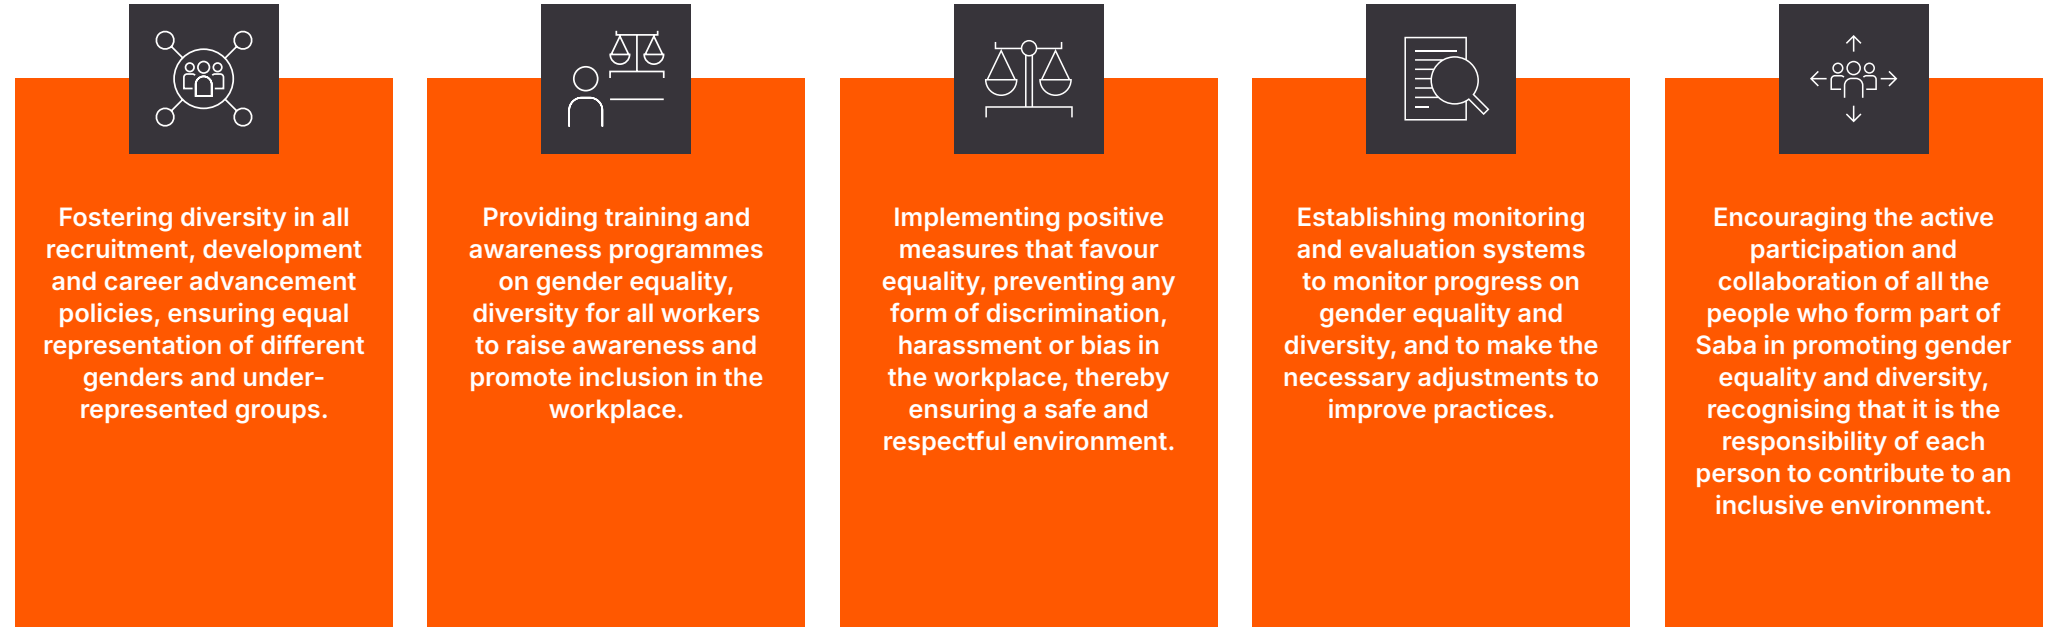 Fostering diversity in all
recruitment, development
and career advancement
policies, ensuring equal
representation of different
genders and under-
represented groups.
Providing training and
awareness programmes
on gender equality,
diversity for all workers
to raise awareness and
promote inclusion in the
workplace.
Implementing positive
measures that favour
equality, preventing any
form of discrimination,
harassment or bias in
the workplace, thereby
ensuring a safe and
respectful environment.
Establishing monitoring
and evaluation systems
to monitor progress on
gender equality and
diversity, and to make the
necessary adjustments to
improve practices.
Encouraging the active
participation and
collaboration of all the
people who form part of
Saba in promoting gender
equality and diversity,
recognising that it is the
responsibility of each
person to contribute to an
inclusive environment.